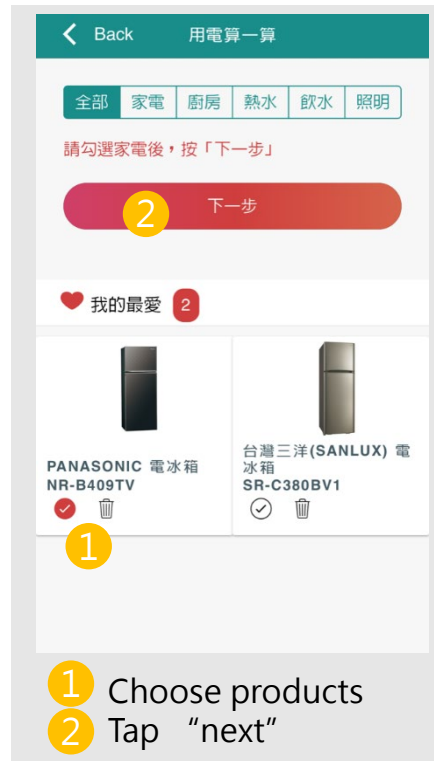 Back 用電算一算
全部 家電 廚房 熱水 飲水 照明
請勾選家電後，按「下一步」
2 下一步
我的最愛 2
PANASONIC 電冰箱
NR-B409TV
台灣三洋(SANLUX) 電
冰箱
SR-C380BV1
1
1 Choose products
2 Tap “next”